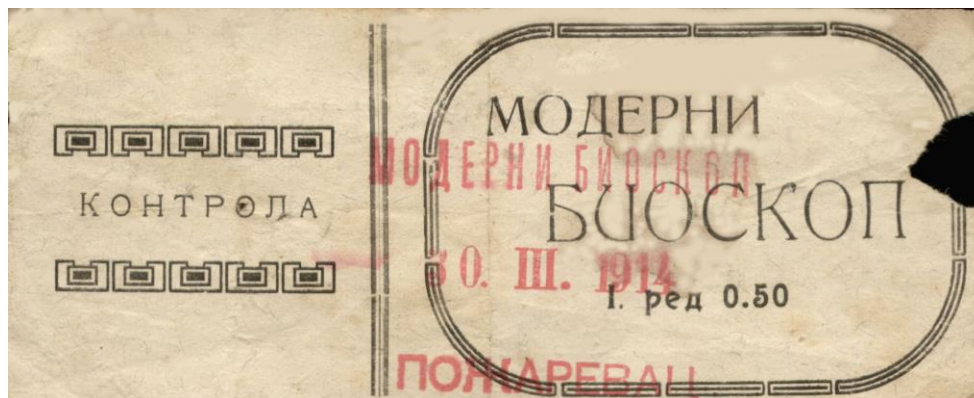 КОНТРОЛА
МОДЕРНИ
БИОСКОП
I. ред 0.50
МОДЕРНИ БИОСКОП
30. III. 1914
ПОЖАРЕВАЦ